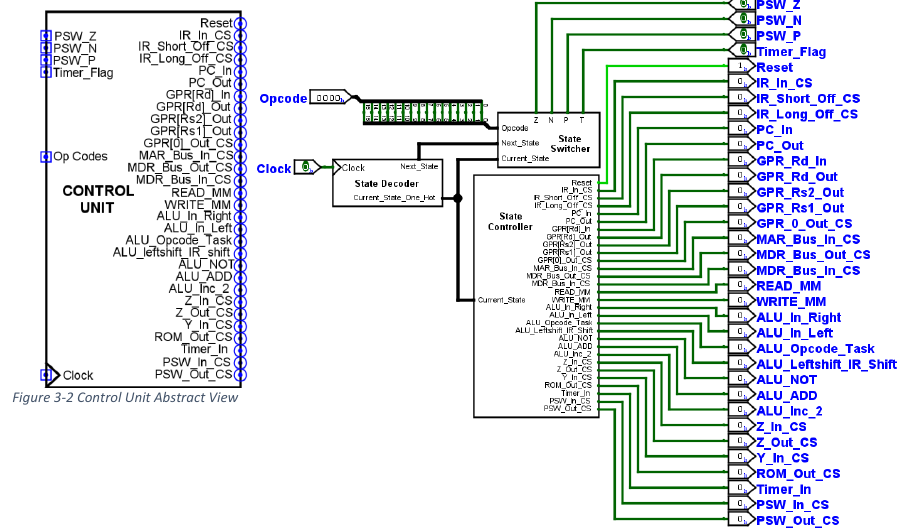 Reset
IR_In_CS
IR_Short_Off_CS
IR_Long_Off_CS
PC_In
PC_Out
GPR[Rd]_In
GPR[Rd]_Out
GPR[Rs2]_Out
GPR[Rs1]_Out
GPR[0]_Out_CS
MAR_Bus_In_CS
MDR_Bus_Out_CS
MDR_Bus_In_CS
READ_MM
WRITE_MM
ALU_In_Right
ALU_In_Left
ALU_Opcode_Task
ALU_leftshift_IR_shift
ALU_NOT
ALU_ADD
ALU_Inc_2
Z_In_CS
Z_Out_CS
Y_In_CS
ROM_Out_CS
Timer_In
PSW_In_CS
PSW_Out_CS
PSW_Z
PSW_N
PSW_P
Timer_Flag
Op Codes
CONTROL
UNIT
Clock
Figure 3-2 Control Unit Abstract View
Opcode
0000
Clock
0
Clock
Next_State
State Decoder
Current_State_One_Hot
Z N P T
Opcode
State
Switcher
Next_State
Current_State
State
Controller
Current_State
Reset
IR_In_CS
IR_Short_Off_CS
IR_Long_Off_CS
PC_In
PC_Out
GPR[Rd]_In
GPR[Rd]_Out
GPR[Rs2]_Out
GPR[Rs1]_Out
GPR[0]_Out_CS
MAR_Bus_In_CS
MDR_Bus_Out_CS
MDR_Bus_In_CS
READ_MM
WRITE_MM
ALU_In_Right
ALU_In_Left
ALU_Opcode_Task
ALU_Leftshift_IR_Shift
ALU_NOT
ALU_ADD
ALU_Inc_2
Z_In_CS
Z_Out_CS
Y_In_CS
ROM_Out_CS
Timer_In
PSW_In_CS
PSW_Out_CS
0 PSW_Z
0 PSW_N
0 PSW_P
0 Timer_Flag
1 Reset
0 IR_In_CS
0 IR_Short_Off_CS
0 IR_Long_Off_CS
0 PC_In
0 PC_Out
0 GPR_Rd_In
0 GPR_Rd_Out
0 GPR_Rs2_Out
0 GPR_Rs1_Out
0 GPR_0_Out_CS
0 MAR_Bus_In_CS
0 MDR_Bus_Out_CS
0 MDR_Bus_In_CS
0 READ_MM
0 WRITE_MM
0 ALU_In_Right
0 ALU_In_Left
0 ALU_Opcode_Task
0 ALU_Leftshift_IR_Shift
0 ALU_NOT
0 ALU_ADD
0 ALU_Inc_2
0 Z_In_CS
0 Z_Out_CS
0 Y_In_CS
0 ROM_Out_CS
0 Timer_In
0 PSW_In_CS
0 PSW_Out_CS